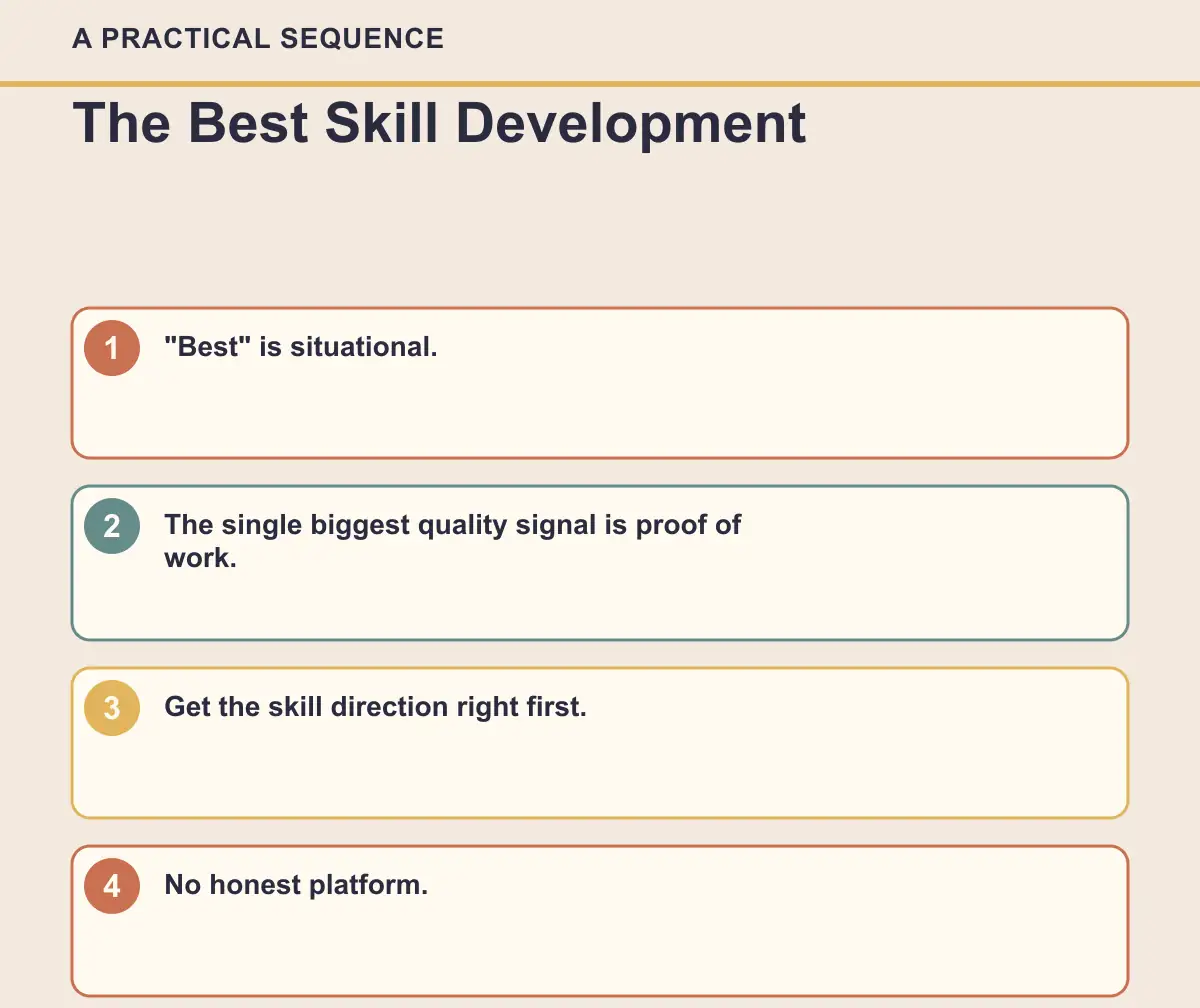 A PRACTICAL SEQUENCE
The Best Skill Development
1
"Best" is situational.
2
The single biggest quality signal is proof of
work.
3
Get the skill direction right first.
4
No honest platform.